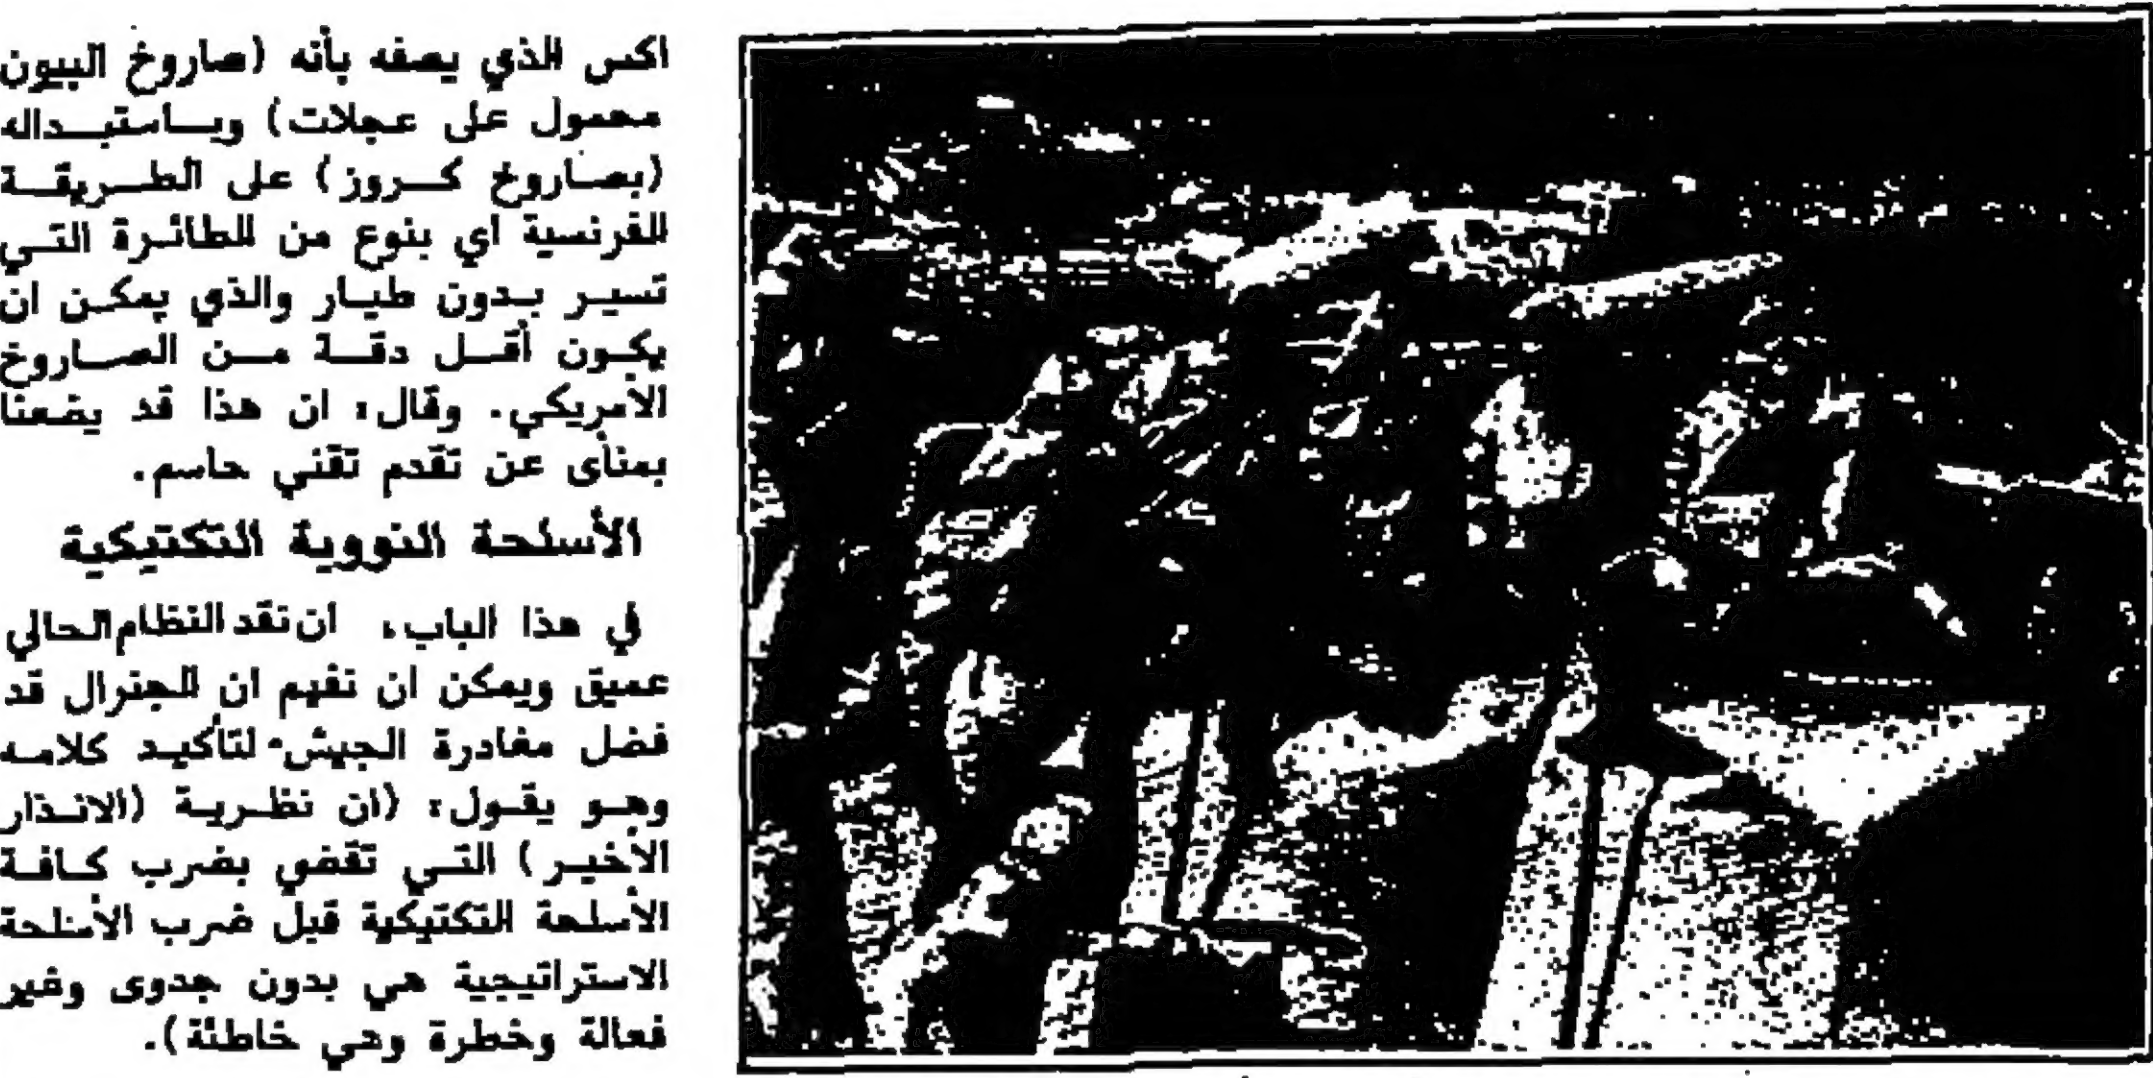 اكس الذي يصفه بأنه (صاروخ البيون
محمول على عجلات) وباستبداله
(بصاروخ كروز) على الطريقة
الفرنسية اي بنوع من الطائرة التي
تسير بدون طيار والذي يمكن ان
يكون أقل دقة من الصاروخ
الأمريكي. وقال: ان هذا قد يضعنا
بمنأى عن تقدم تقني حاسم.
الأسلحة النووية التكتيكية
في هذا الباب، ان نقد النظام الحالي
عميق ويمكن ان نفهم ان الجنرال قد
فضل مغادرة الجيش لتأكيد كلامه
وهو يقول: (ان نظرية (الانذار
الأخير) التي تقضي بضرب كافة
الأسلحة التكتيكية قبل ضرب الأسلحة
الاستراتيجية هي بدون جدوى وغير
فعالة وخطرة وهي خاطئة).